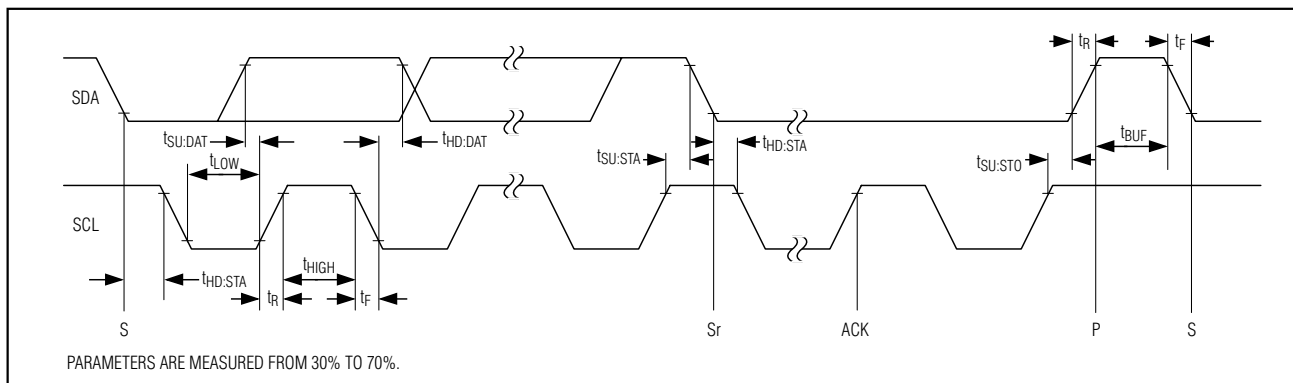 tR
tF
SDA
tSU:DAT
tHD:DAT
tLOW
tSU:STA
tHD:STA
tBUF
tSU:STO
SCL
tHD:STA
tHIGH
tR
tF
S
Sr
ACK
P
S
PARAMETERS ARE MEASURED FROM 30% TO 70%.